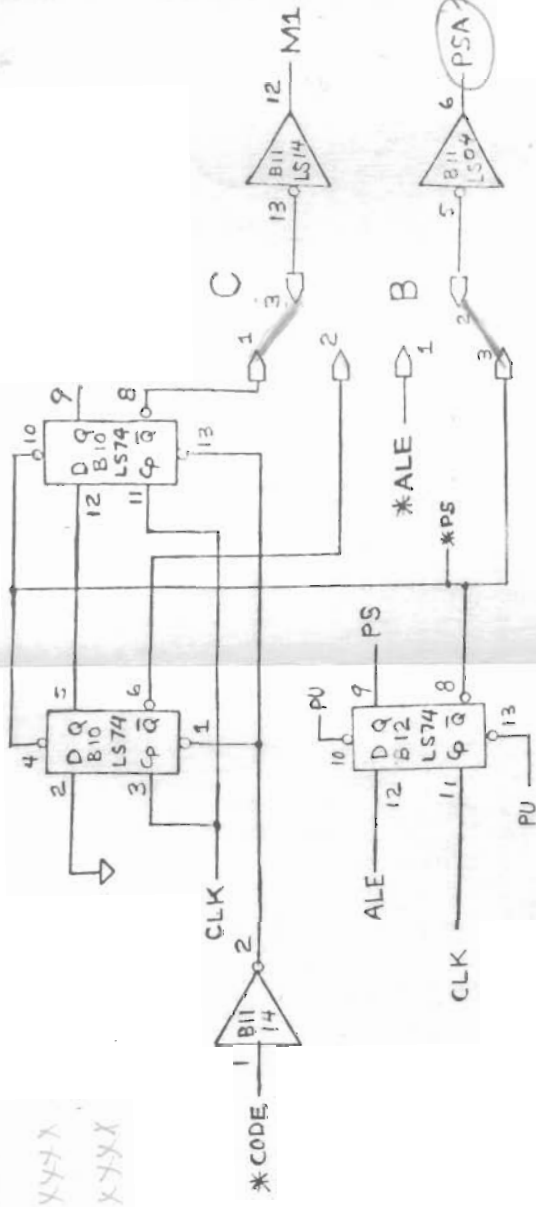 10
4
2 D Q 5
B10
LS74
3 Cp Q̅ 6
1
12 D Q 9
B10
LS74
11 Cp Q̅ 8
13
CLK
*CODE 1 B11 14 2
C
1
3
2
13 B11 LS14 12 M1
*ALE 1
B
2
3
5 B11 LS04 6 PSA
*PS
PU
10
ALE 12 D Q 9 PS
B12
LS74
CLK 11 Cp Q̅ 8
13
PU